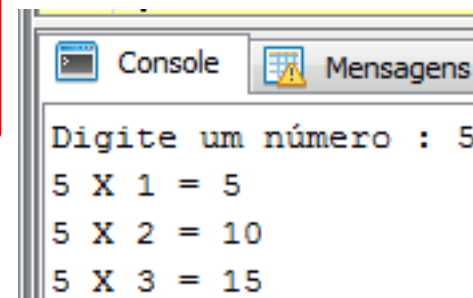 Console Mensagens
Digite um número : 5
5 X 1 = 5
5 X 2 = 10
5 X 3 = 15